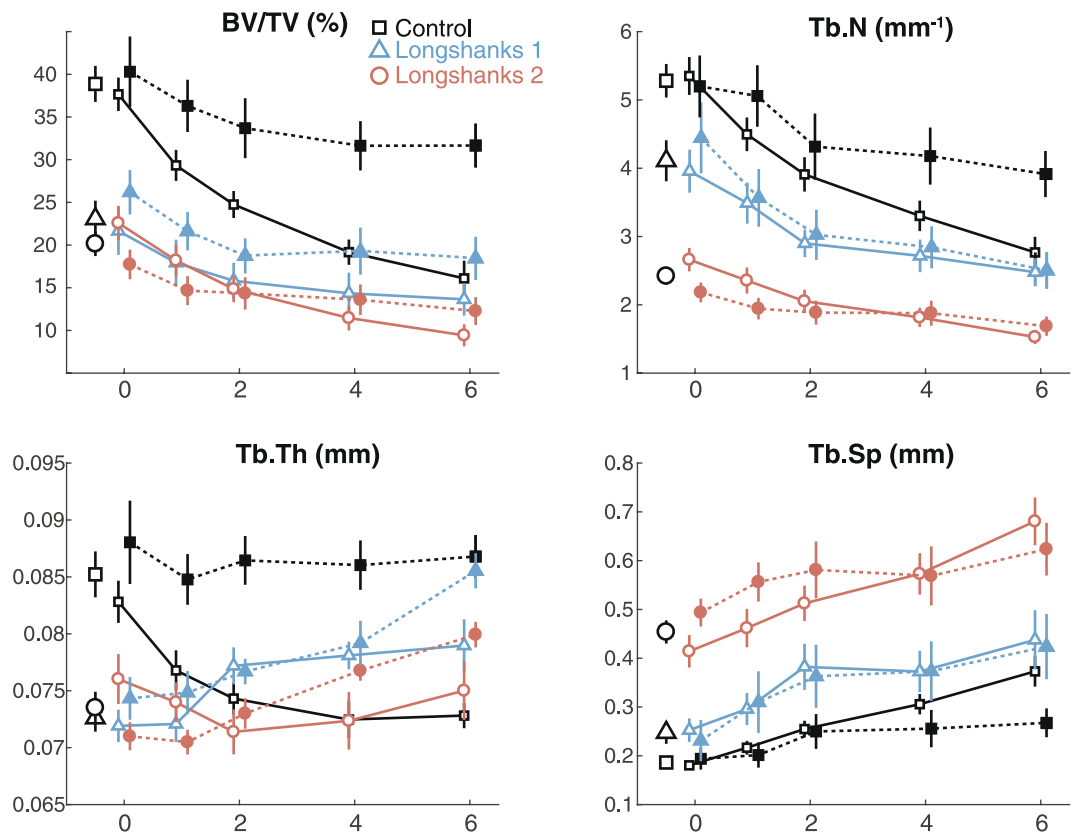 BV/TV (%)
Control
Longshanks 1
Longshanks 2
40
35
30
25
20
15
10
0 2 4 6
Tb.N (mm⁻¹)
6
5
4
3
2
1
0 2 4 6
Tb.Th (mm)
0.095
0.09
0.085
0.08
0.075
0.07
0.065
0 2 4 6
Tb.Sp (mm)
0.8
0.7
0.6
0.5
0.4
0.3
0.2
0.1
0 2 4 6